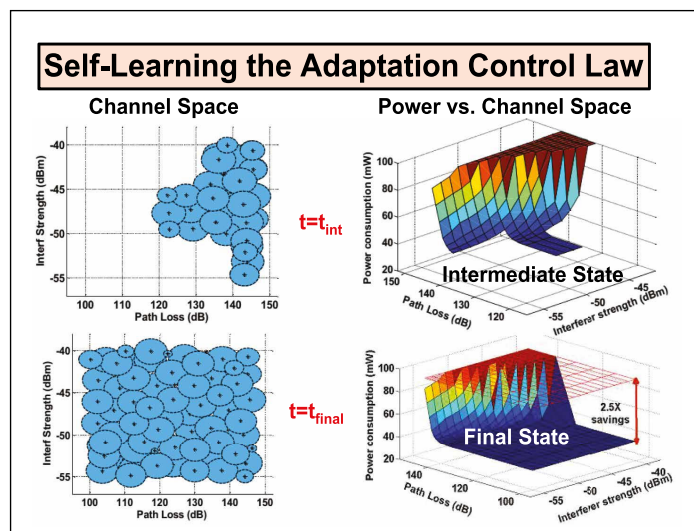 Self-Learning the Adaptation Control Law
Channel Space
Power vs. Channel Space
-40
-45
-50
-55
Interf Strength (dBm)
100 110 120 130 140 150
Path Loss (dB)
t=t_int
100
80
60
40
20
Power consumption (mW)
150
140
130
120
Path Loss (dB)
-55
-50
-45
Interferer strength (dBm)
Intermediate State
-40
-45
-50
-55
Interf Strength (dBm)
100 110 120 130 140 150
Path Loss (dB)
t=t_final
100
80
60
40
20
Power consumption (mW)
140
120
100
Path Loss (dB)
-55
-50
-45
-40
Interferer strength (dBm)
2.5X
savings
Final State